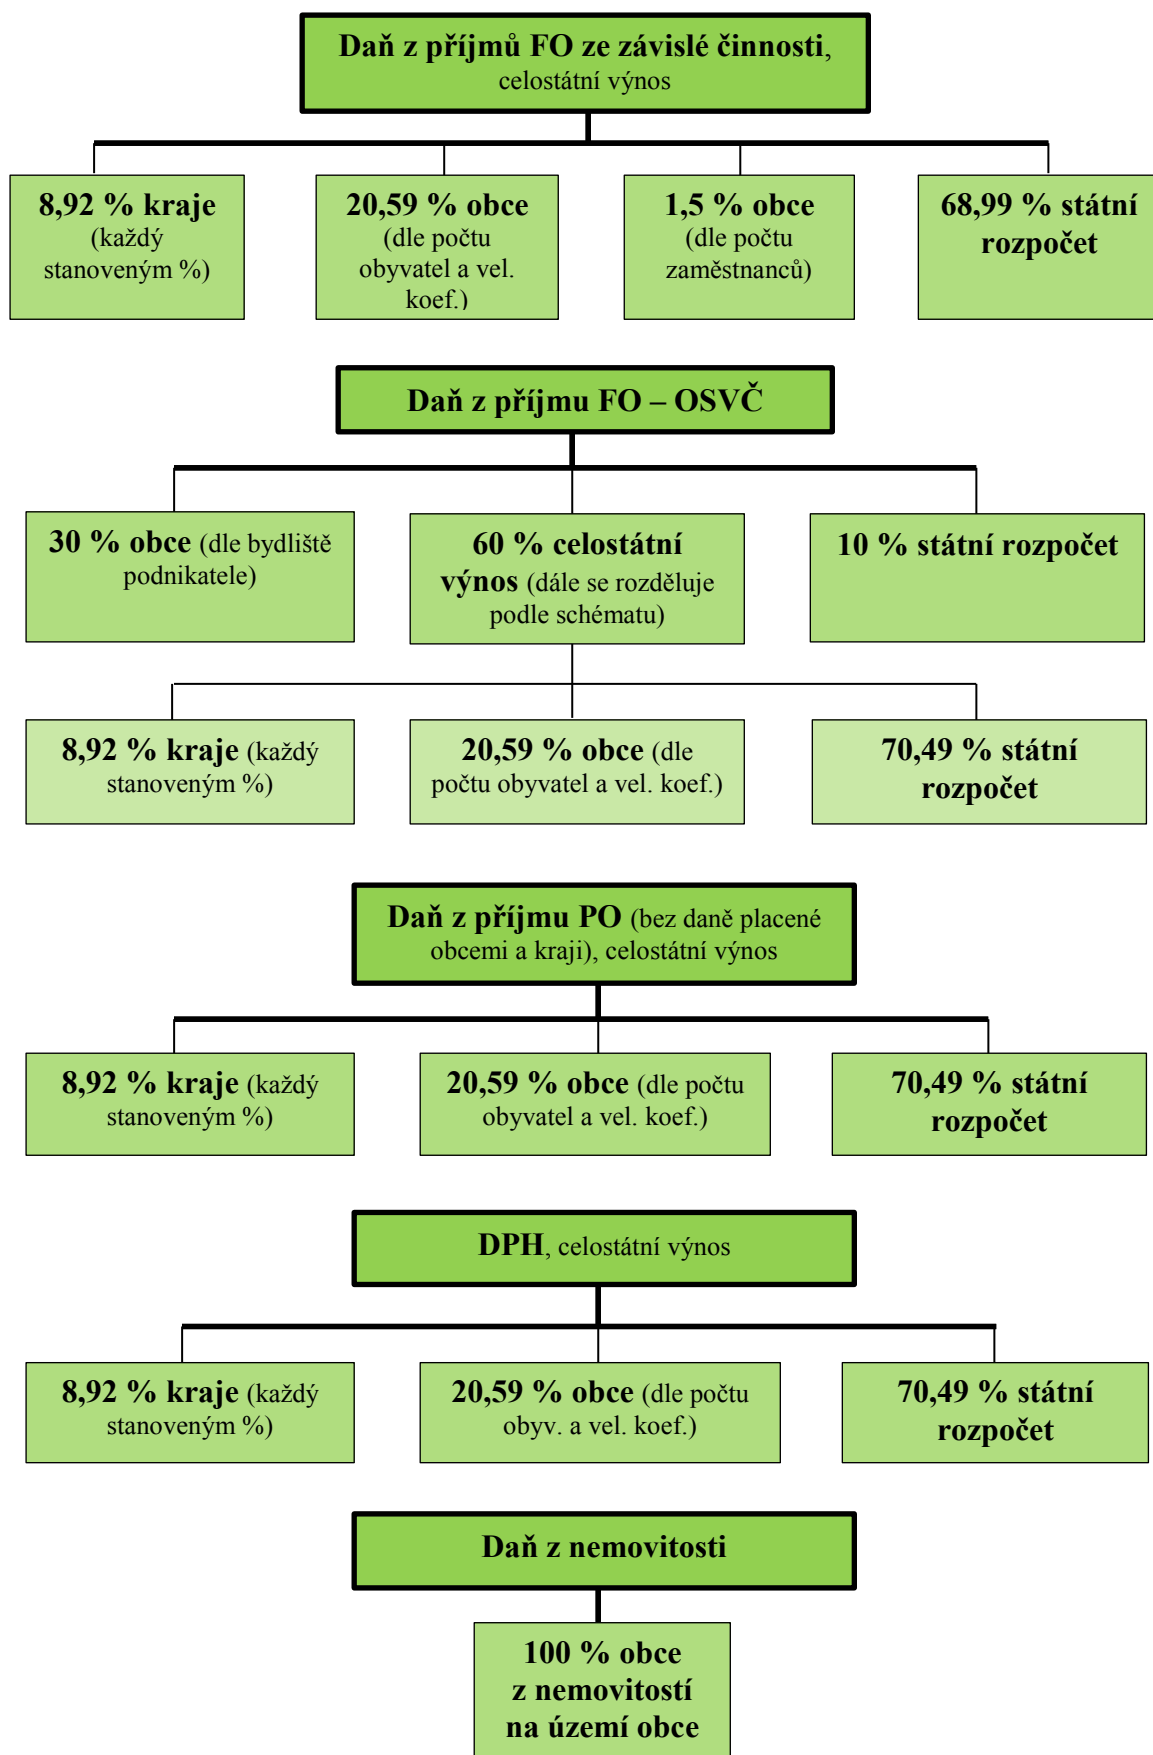 Daň z příjmů FO ze závislé činnosti,
celostátní výnos
8,92 % kraje
(každý
stanoveným %)
20,59 % obce
(dle počtu
obyvatel a vel.
koef.)
1,5 % obce
(dle počtu
zaměstnanců)
68,99 % státní
rozpočet
Daň z příjmu FO – OSVČ
30 % obce (dle bydliště
podnikatele)
60 % celostátní
výnos (dále se rozděluje
podle schématu)
10 % státní rozpočet
8,92 % kraje (každý
stanoveným %)
20,59 % obce (dle
počtu obyvatel a vel. koef.)
70,49 % státní
rozpočet
Daň z příjmu PO (bez daně placené
obcemi a kraji), celostátní výnos
8,92 % kraje (každý
stanoveným %)
20,59 % obce (dle počtu
obyvatel a vel. koef.)
70,49 % státní
rozpočet
DPH, celostátní výnos
8,92 % kraje (každý
stanoveným %)
20,59 % obce (dle počtu
obyv. a vel. koef.)
70,49 % státní
rozpočet
Daň z nemovitosti
100 % obce
z nemovitostí
na území obce